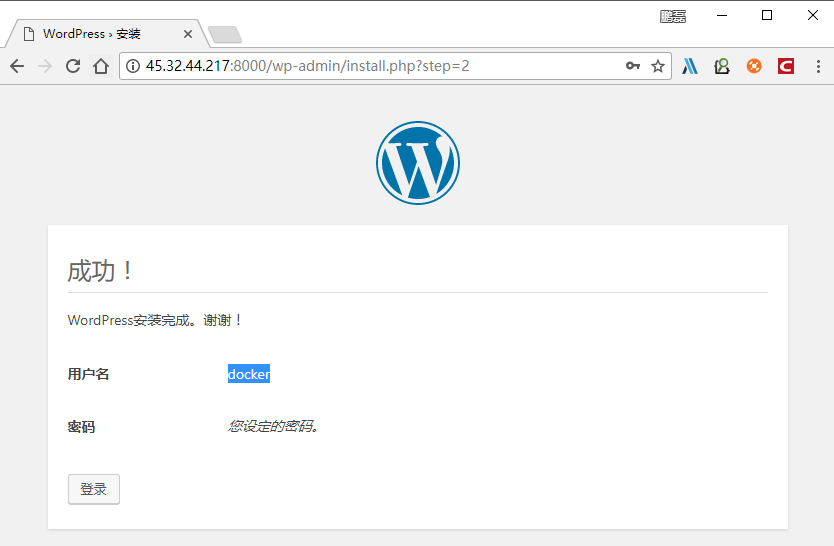 鹏磊
WordPress › 安装
45.32.44.217:8000/wp-admin/install.php?step=2
成功！
WordPress安装完成。谢谢！
用户名 docker
密码 您设定的密码。
登录